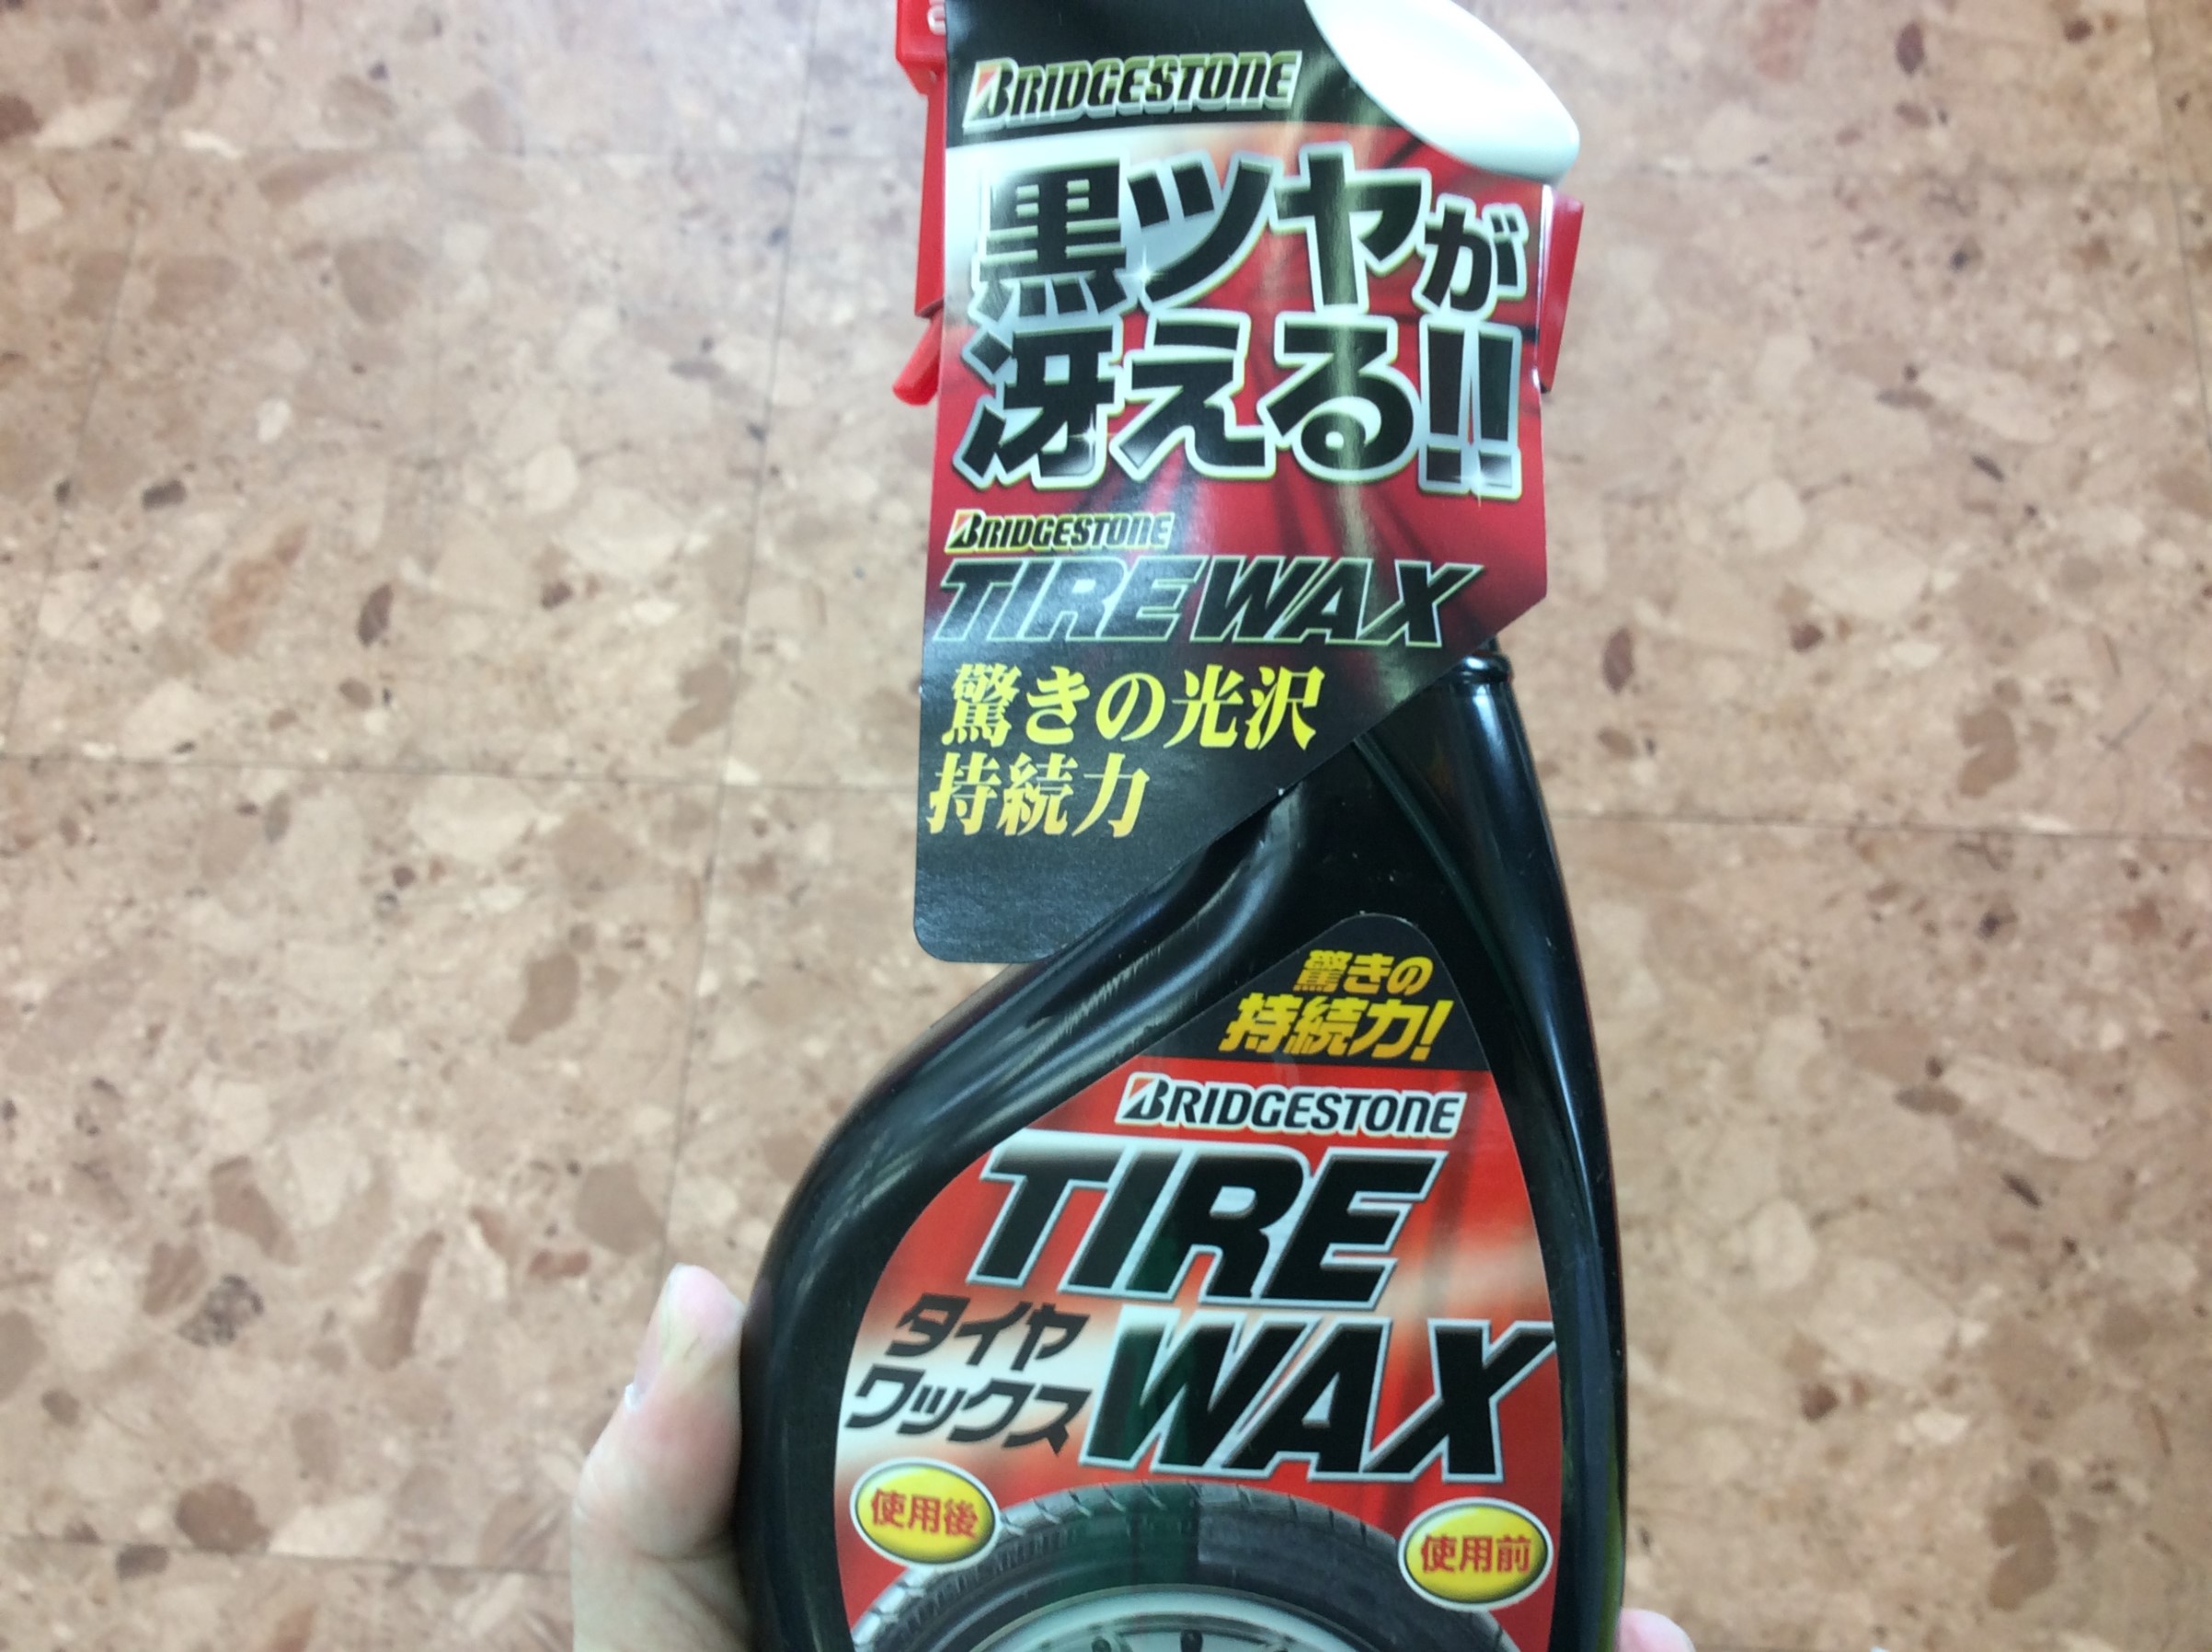 BRIDGESTONE
黒ツヤが
冴える!!
BRIDGESTONE
TIREWAX
驚きの光沢
持続力
驚きの
持続力!
BRIDGESTONE
TIRE
タイヤ
ワックス
WAX
使用後
使用前